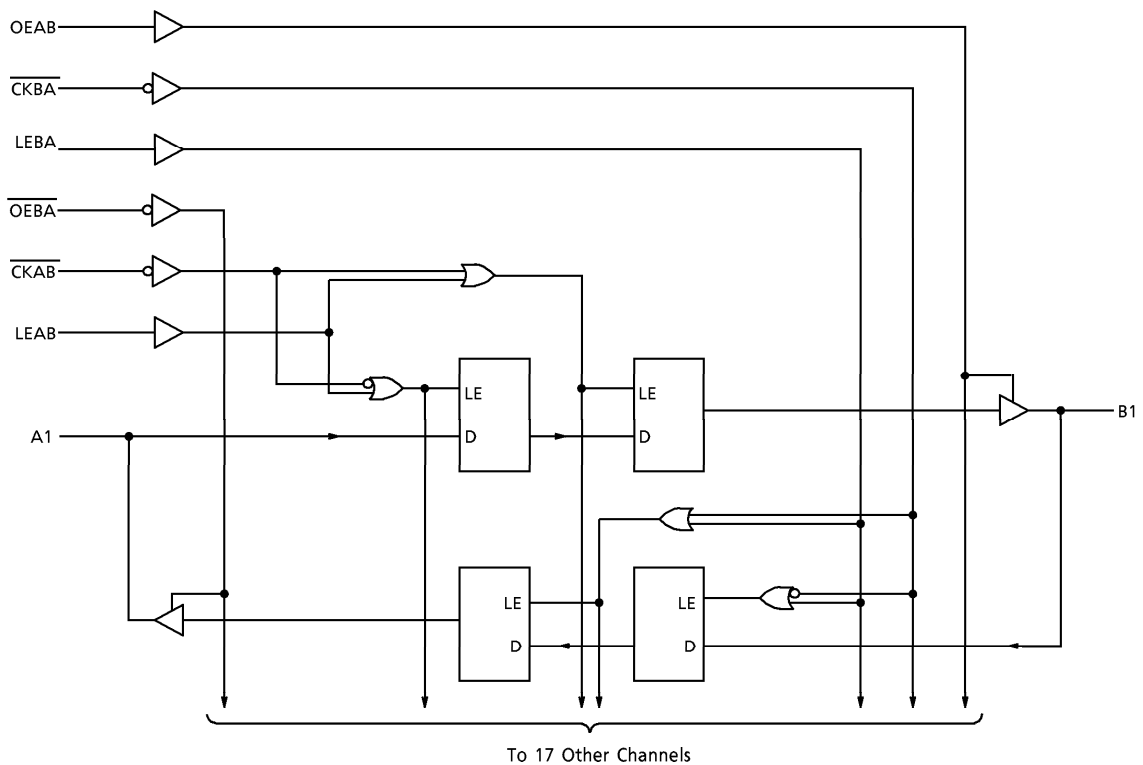 OEAB
CKBA
LEBA
OEBA
CKAB
LEAB
LE
LE
D
D
A1
B1
LE
LE
D
D
To 17 Other Channels